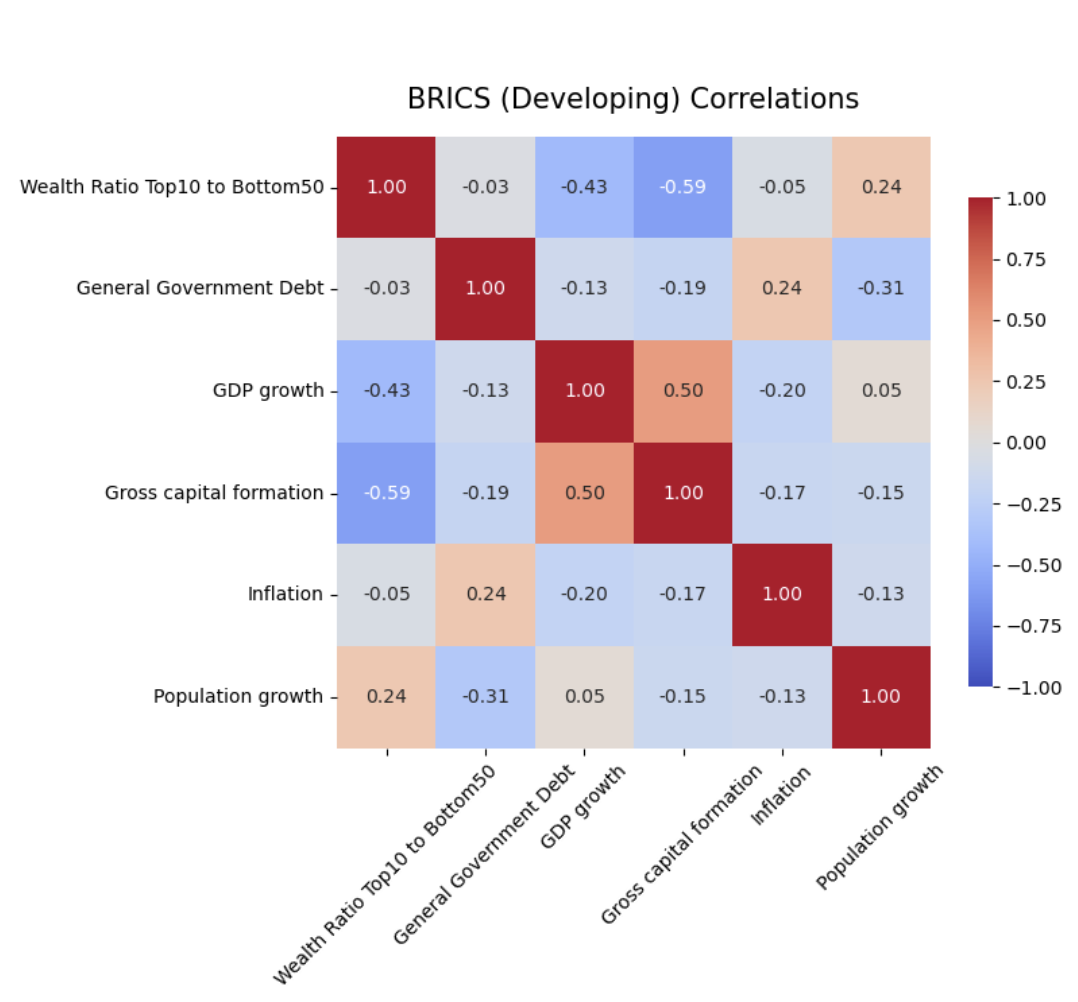 BRICS (Developing) Correlations
Wealth Ratio Top10 to Bottom50 1.00 -0.03 -0.43 -0.59 -0.05 0.24
General Government Debt -0.03 1.00 -0.13 -0.19 0.24 -0.31
GDP growth -0.43 -0.13 1.00 0.50 -0.20 0.05
Gross capital formation -0.59 -0.19 0.50 1.00 -0.17 -0.15
Inflation -0.05 0.24 -0.20 -0.17 1.00 -0.13
Population growth 0.24 -0.31 0.05 -0.15 -0.13 1.00
Wealth Ratio Top10 to Bottom50
General Government Debt
GDP growth
Gross capital formation
Inflation
Population growth
1.00
0.75
0.50
0.25
0.00
−0.25
−0.50
−0.75
−1.00